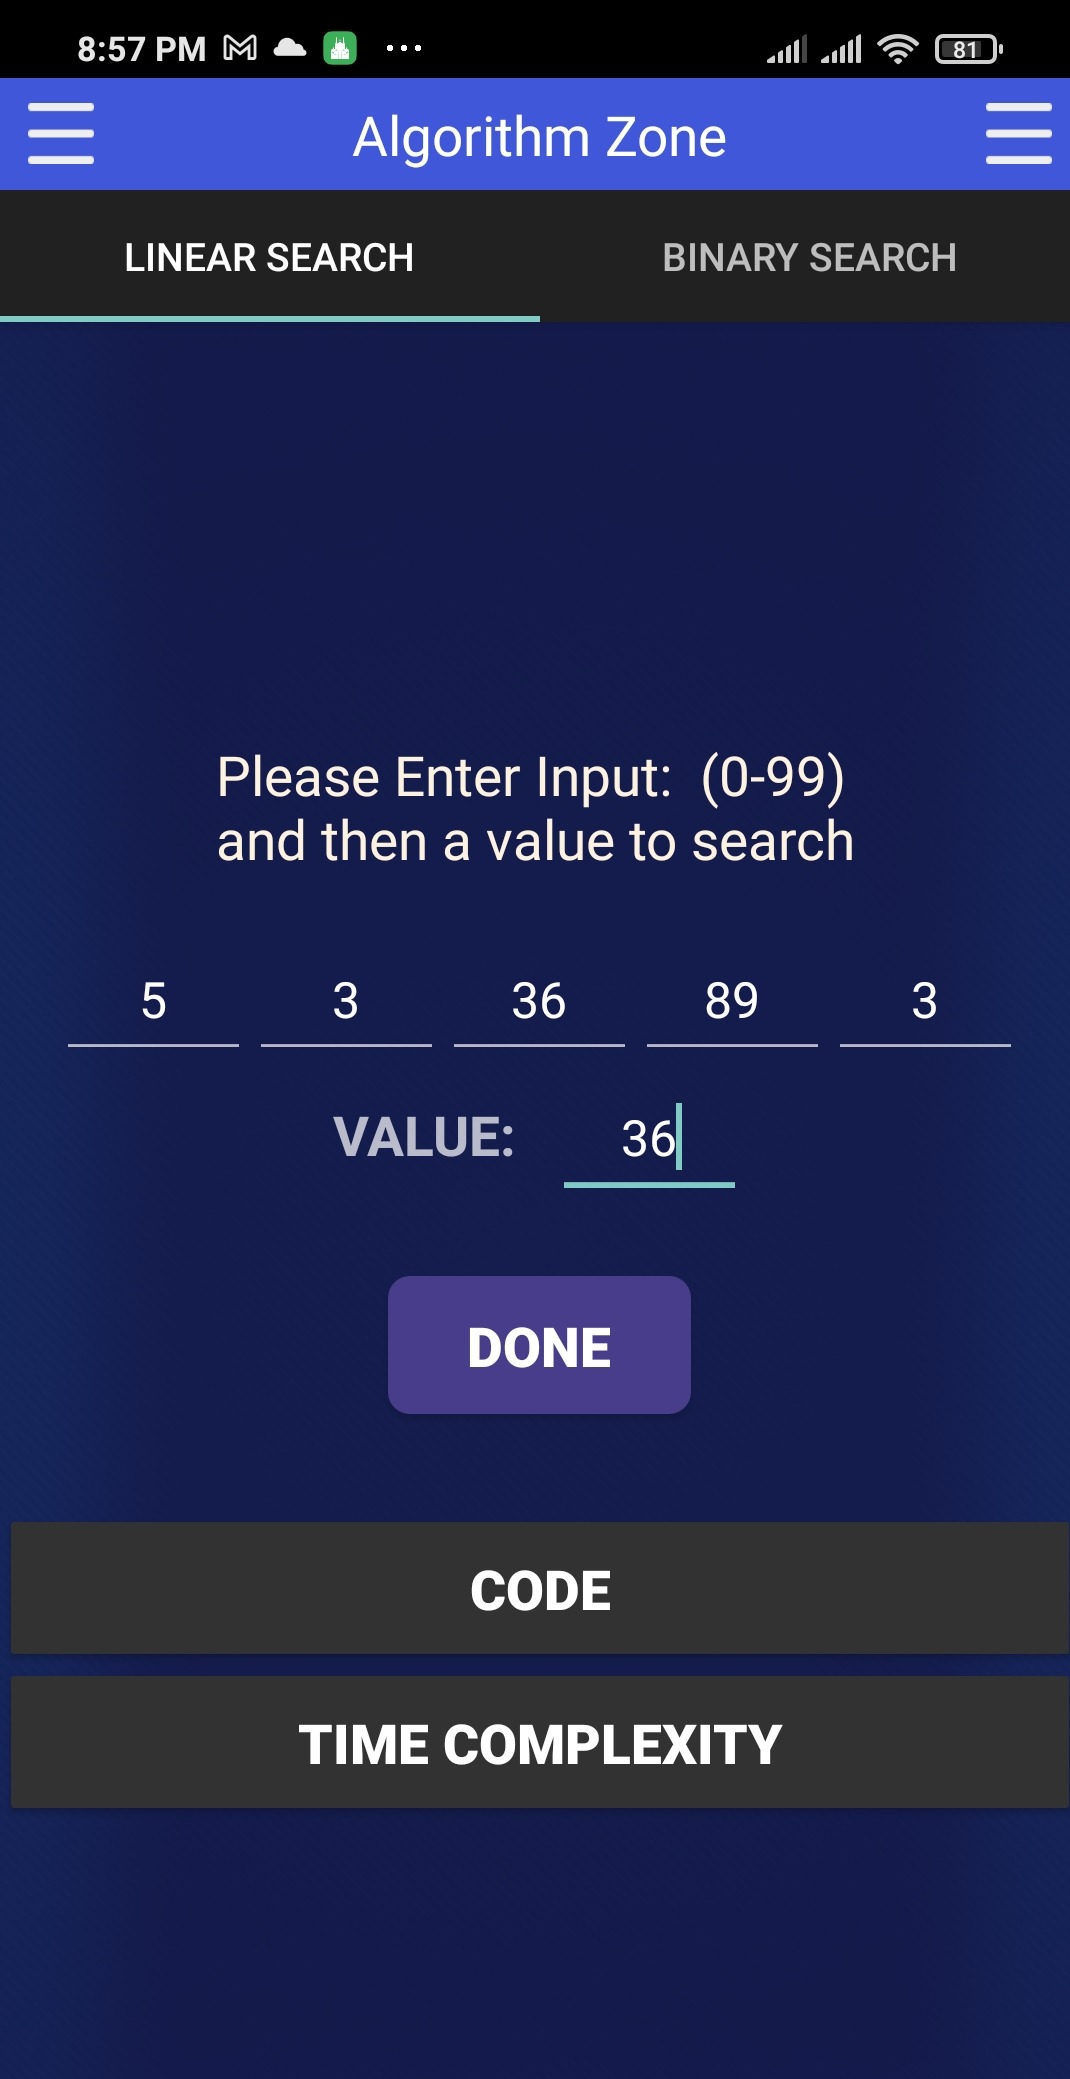 8:57 PM 81
Algorithm Zone
LINEAR SEARCH BINARY SEARCH
Please Enter Input:  (0-99)
and then a value to search
5 3 36 89 3
VALUE: 36
DONE
CODE
TIME COMPLEXITY